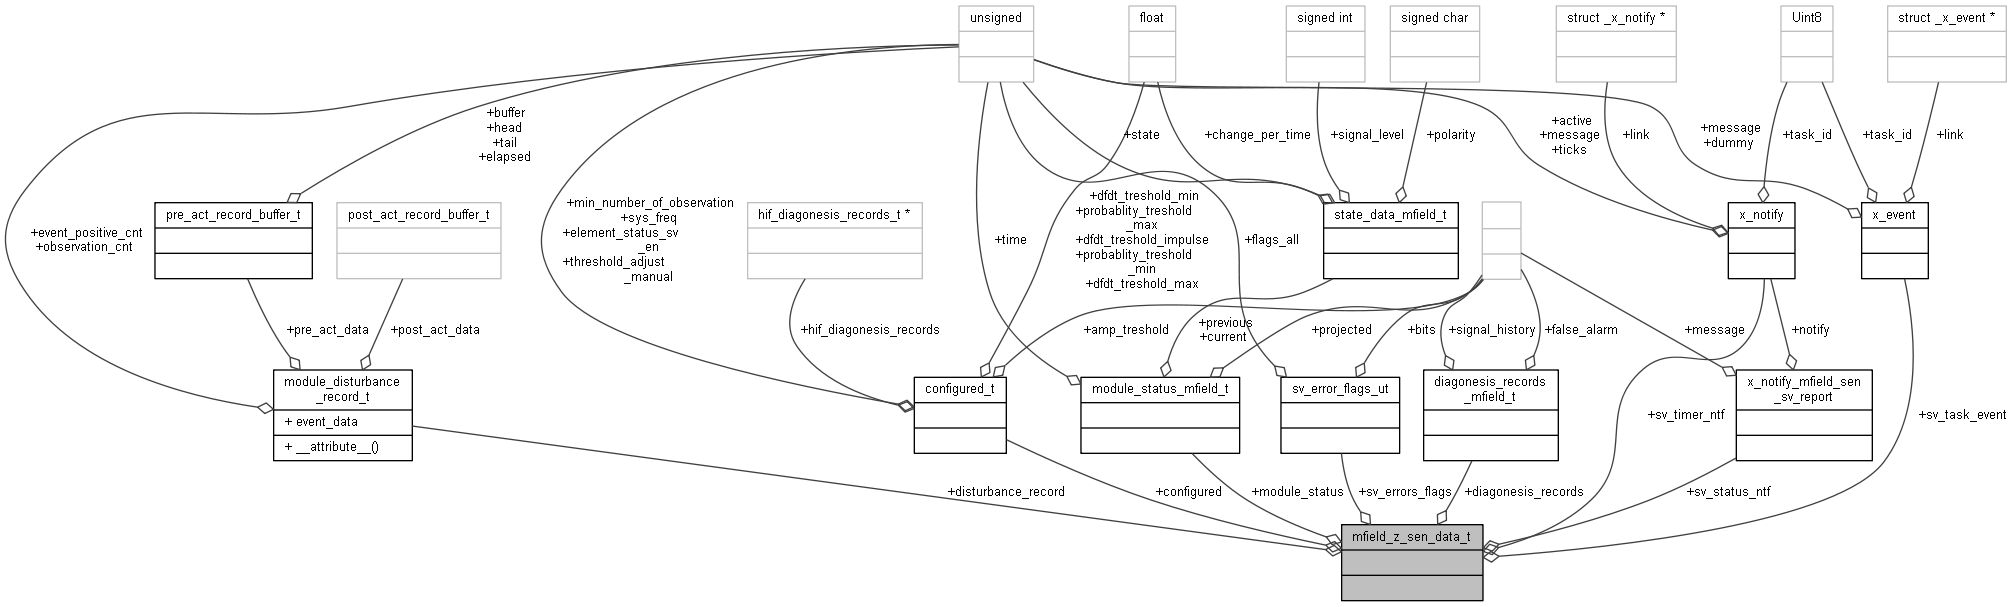 unsigned
float
signed int
signed char
struct _x_notify *
Uint8
struct _x_event *
+buffer
+head
+tail
+elapsed
+state
+change_per_time
+signal_level
+polarity
+active
+message
+ticks
+link
+message
+dummy
+task_id
+task_id
+link
pre_act_record_buffer_t
post_act_record_buffer_t
hif_diagonesis_records_t *
state_data_mfield_t
x_notify
x_event
+event_positive_cnt
+observation_cnt
+min_number_of_observation
+sys_freq
+element_status_sv
_en
+threshold_adjust
_manual
+time
+dfdt_treshold_min
+probablity_treshold
_max
+dfdt_treshold_impulse
+probablity_treshold
_min
+dfdt_treshold_max
+flags_all
+pre_act_data
+post_act_data
+hif_diagonesis_records
+amp_treshold
+previous
+current
+projected
+bits
+signal_history
+false_alarm
+message
+notify
module_disturbance
_record_t
+ event_data
+ __attribute__()
configured_t
module_status_mfield_t
sv_error_flags_ut
diagonesis_records
_mfield_t
x_notify_mfield_sen
_sv_report
+sv_timer_ntf
+sv_task_event
+disturbance_record
+configured
+module_status
+sv_errors_flags
+diagonesis_records
+sv_status_ntf
mfield_z_sen_data_t